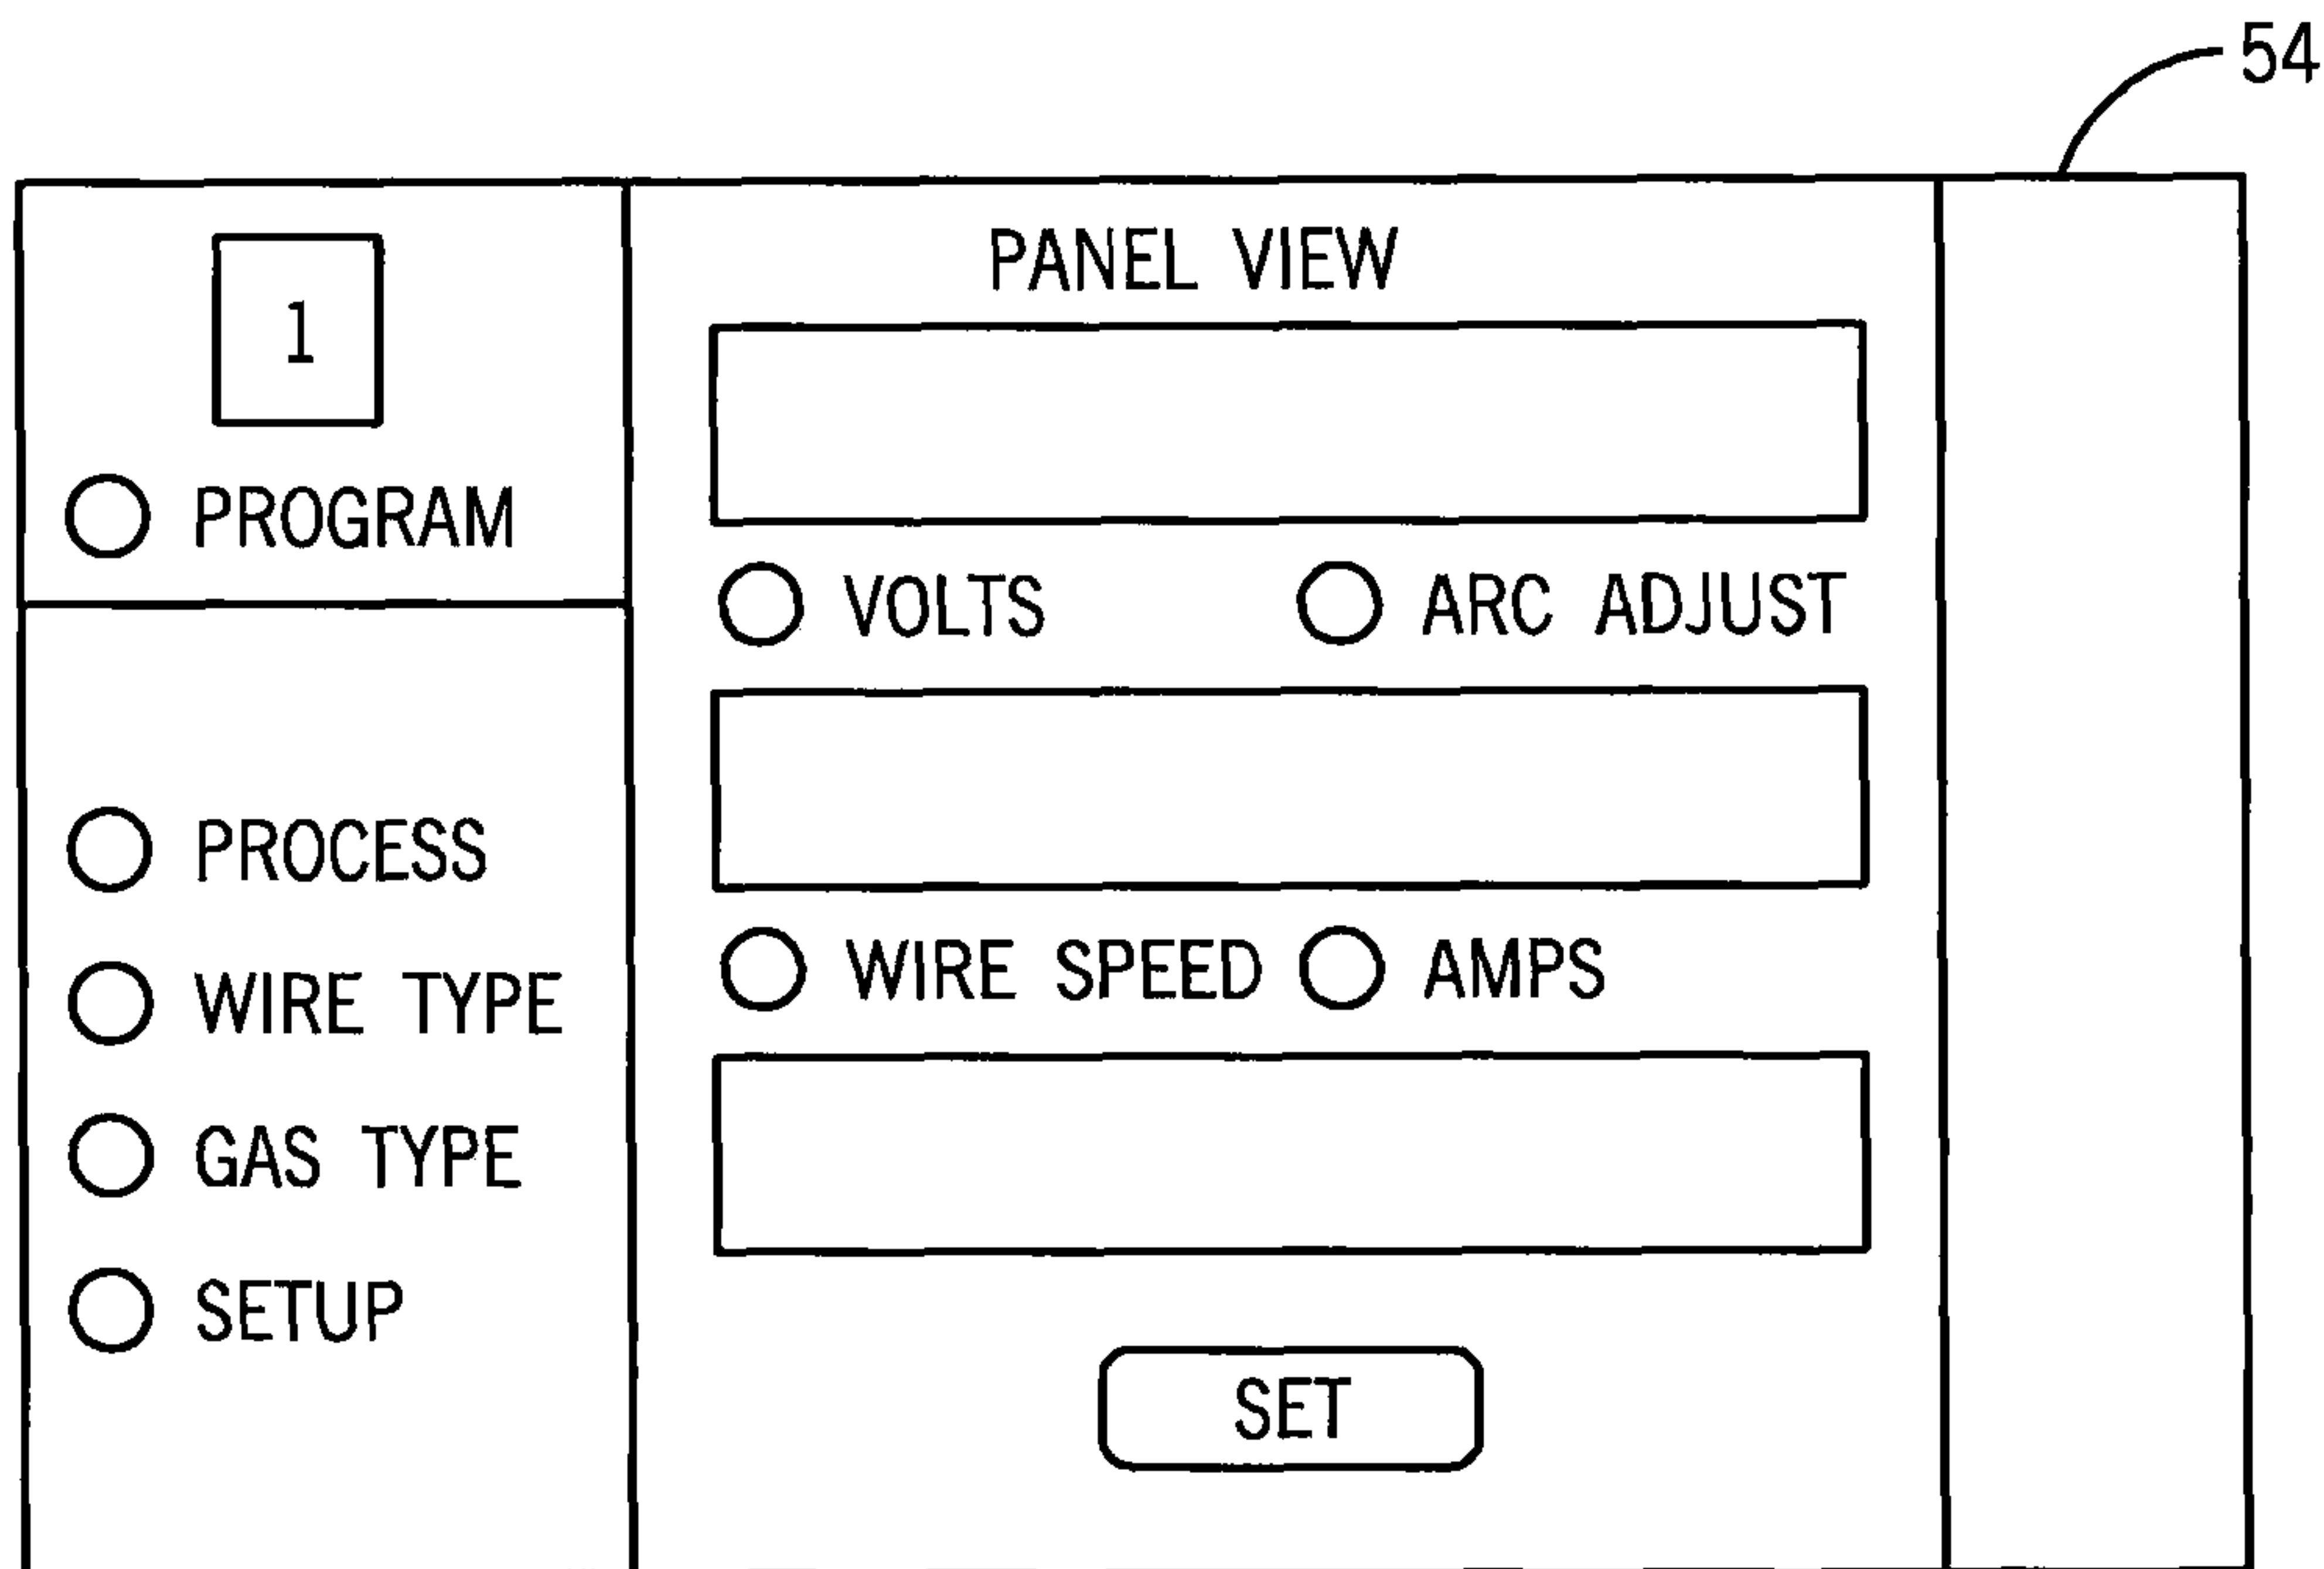 54
1
PROGRAM
PROCESS
WIRE TYPE
GAS TYPE
SETUP
PANEL VIEW
VOLTS ARC ADJUST
WIRE SPEED AMPS
SET